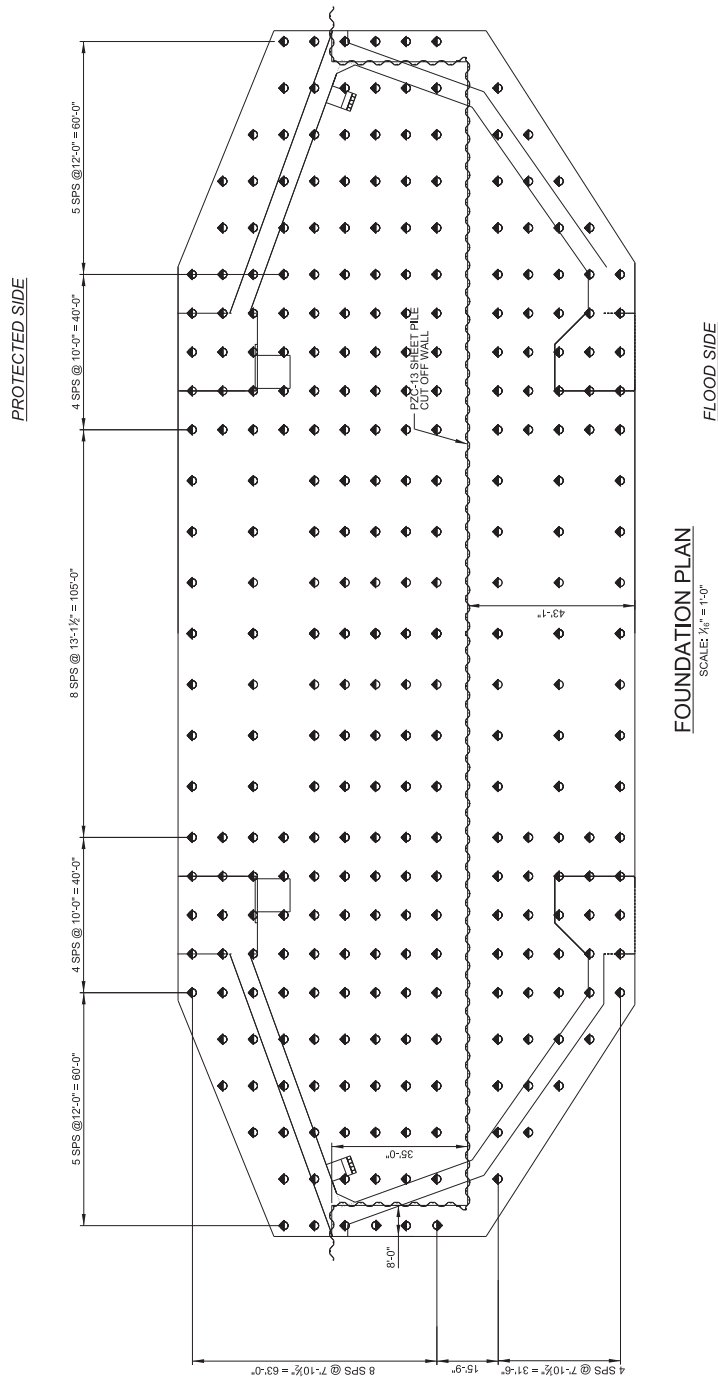 PROTECTED SIDE
5 SPS @12'-0" = 60'-0"
4 SPS @ 10'-0" = 40'-0"
8 SPS @ 13'-1½" = 105'-0"
4 SPS @ 10'-0" = 40'-0"
5 SPS @12'-0" = 60'-0"
8 SPS @ 7'-10½" = 63'-0"
15'-9"
4 SPS @ 7'-10½" = 31'-6"
8'-0"
35'-0"
43'-1"
PZC-13 SHEET PILE
CUT OFF WALL
FLOOD SIDE
FOUNDATION PLAN
SCALE: 1⁄16" = 1'-0"